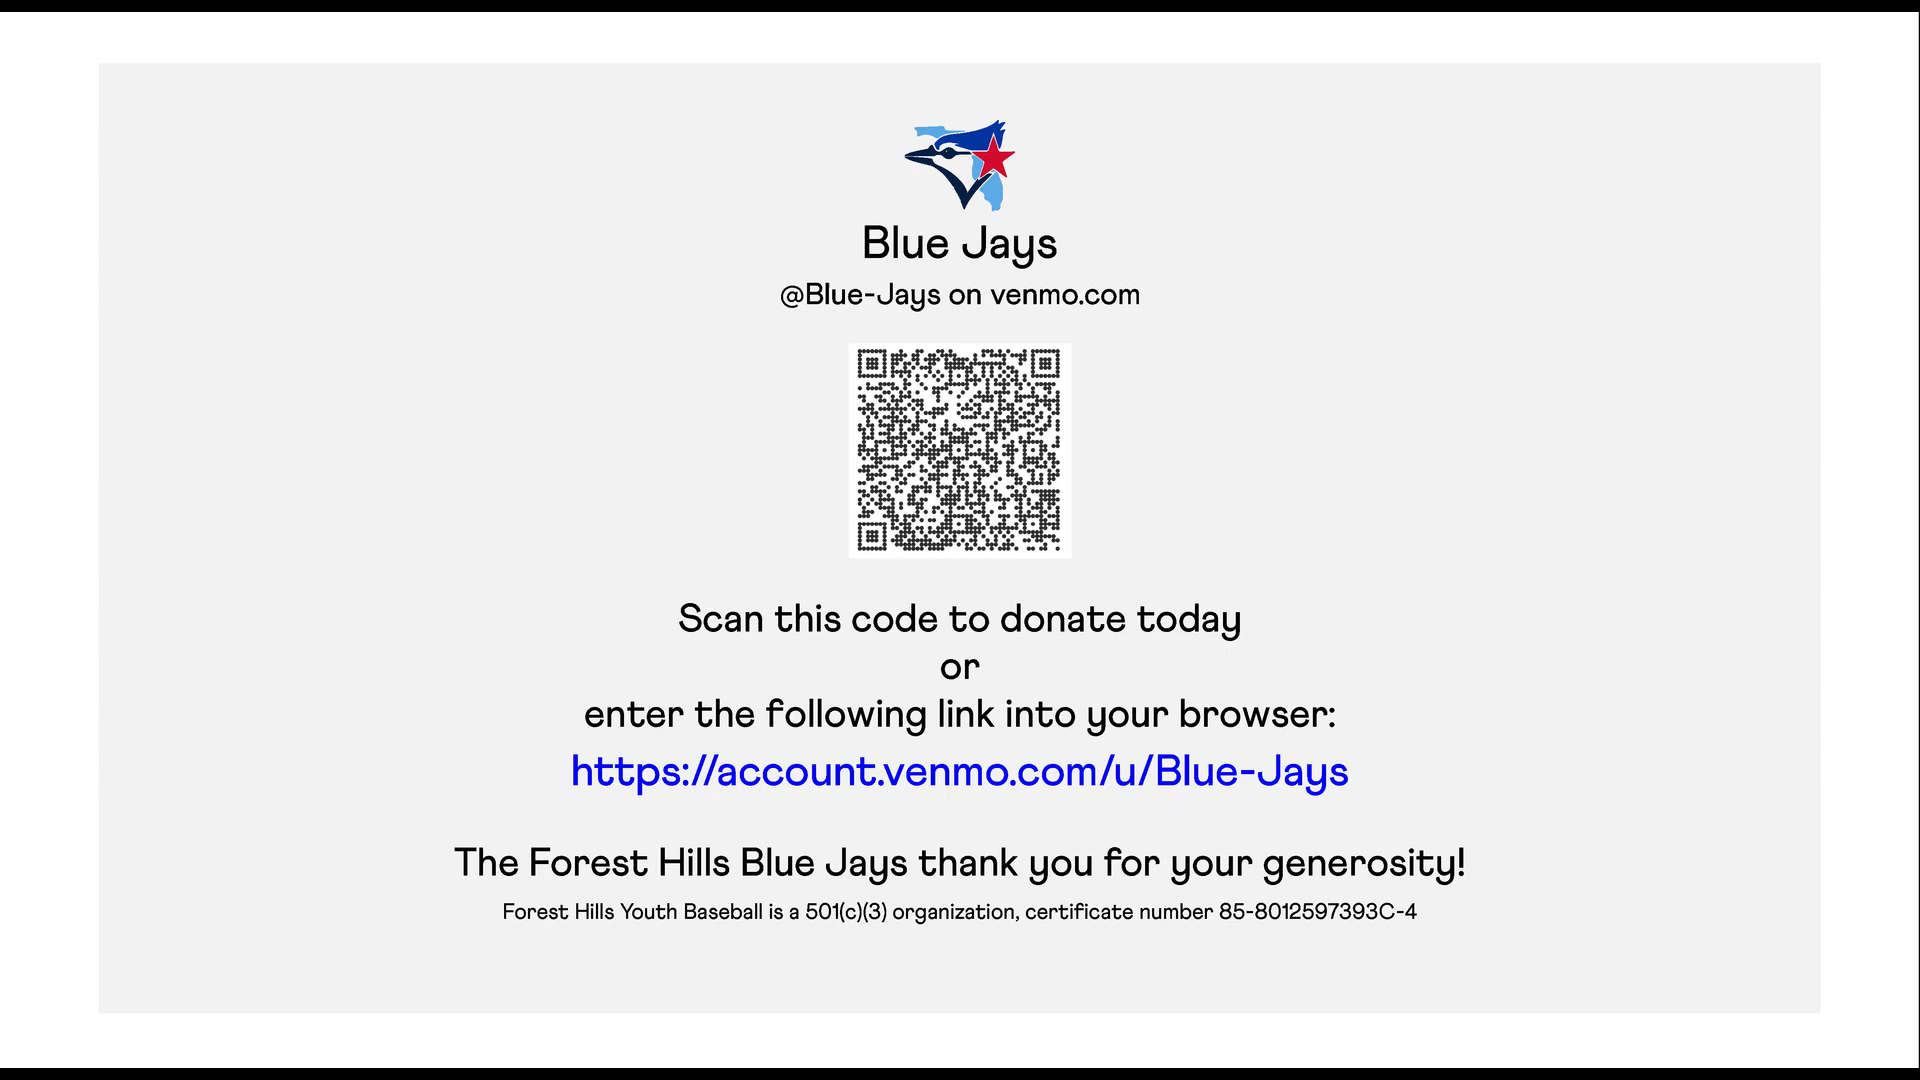 Blue Jays
@Blue-Jays on venmo.com
Scan this code to donate today
or
enter the following link into your browser:
https://account.venmo.com/u/Blue-Jays
The Forest Hills Blue Jays thank you for your generosity!
Forest Hills Youth Baseball is a 501(c)(3) organization, certificate number 85-8012597393C-4